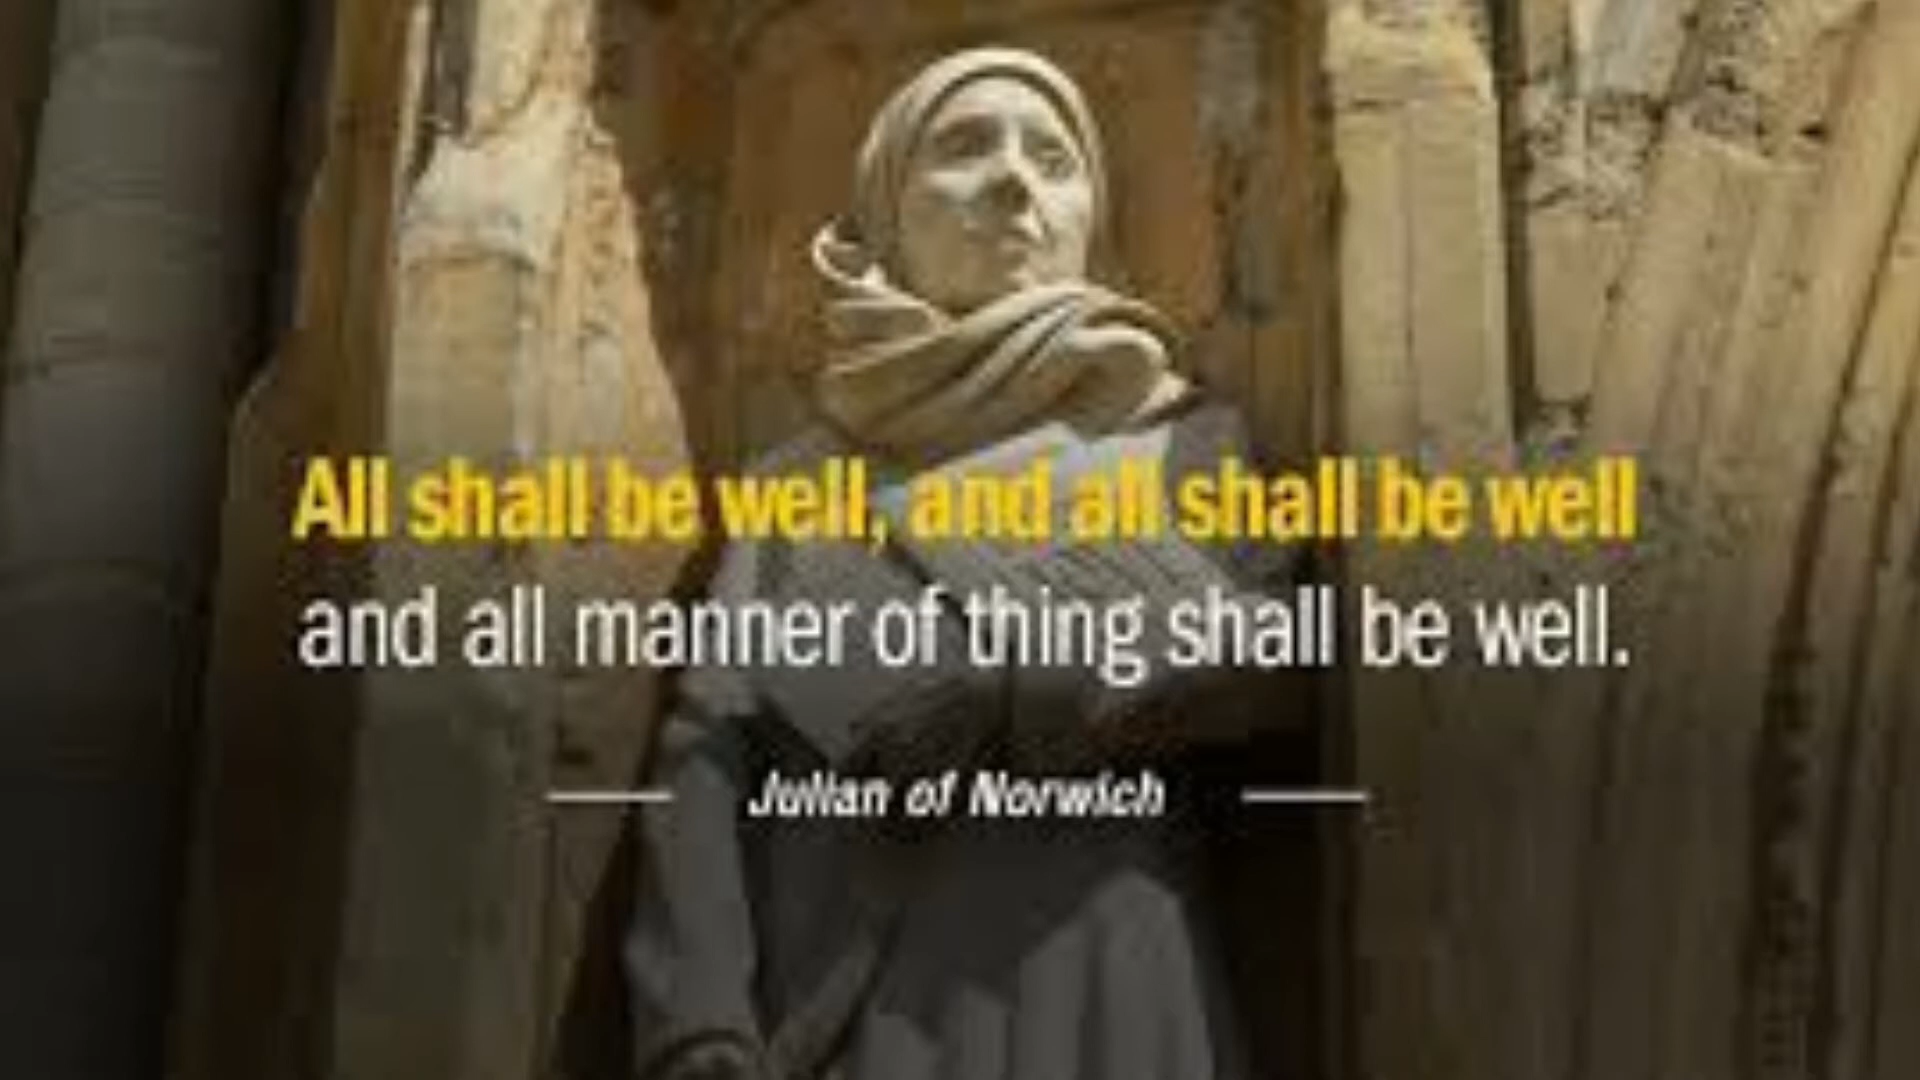 All shall be well, and all shall be well
and all manner of thing shall be well.
Julian of Norwich